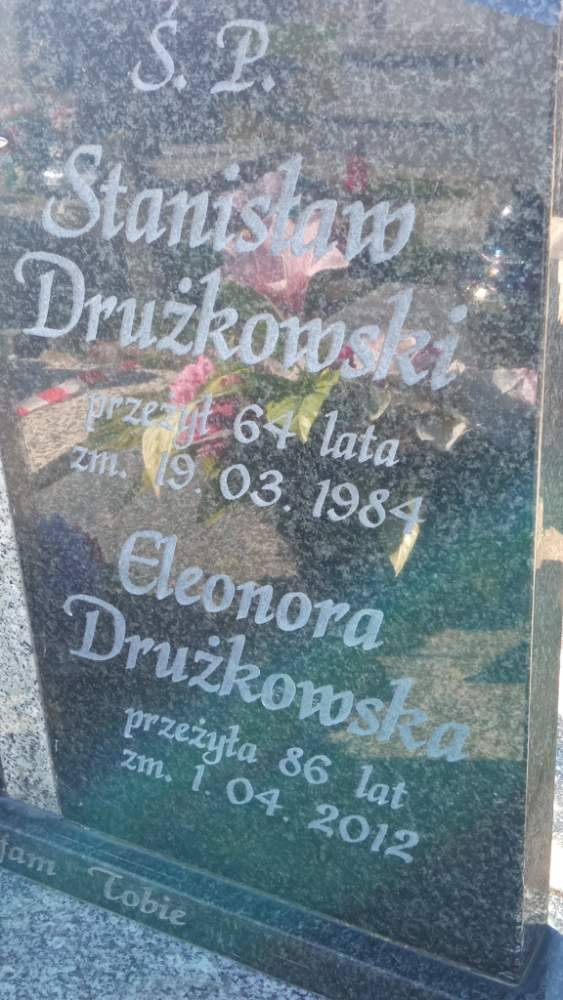 Ś. P.
Stanisław
Drużkowski
przeżył 64 lata
zm. 19. 03. 1984
Eleonora
Drużkowska
przeżyła 86 lat
zm. 1. 04. 2012
Tobie